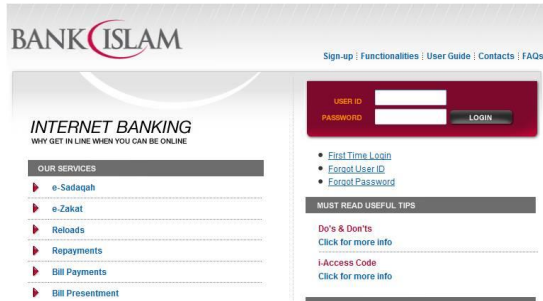 BANK ISLAM
Sign-up | Functionalities | User Guide | Contacts | FAQs
INTERNET BANKING
WHY GET IN LINE WHEN YOU CAN BE ONLINE
OUR SERVICES
e-Sadaqah
e-Zakat
Reloads
Repayments
Bill Payments
Bill Presentment
USER ID
PASSWORD
LOGIN
First Time Login
Forgot User ID
Forgot Password
MUST READ USEFUL TIPS
Do's & Don'ts
Click for more info
i-Access Code
Click for more info